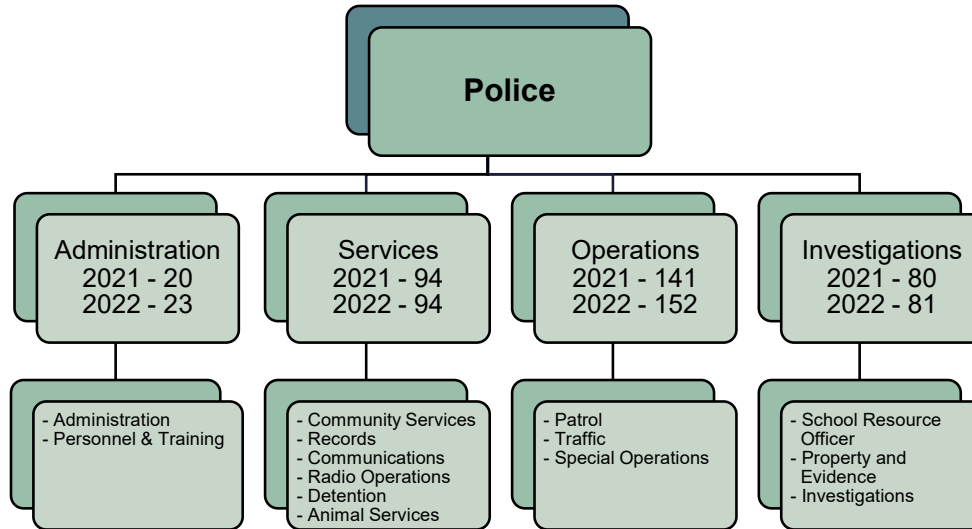 Police
Administration
2021 - 20
2022 - 23
Services
2021 - 94
2022 - 94
Operations
2021 - 141
2022 - 152
Investigations
2021 - 80
2022 - 81
- Administration
- Personnel & Training
- Community Services
- Records
- Communications
- Radio Operations
- Detention
- Animal Services
- Patrol
- Traffic
- Special Operations
- School Resource
Officer
- Property and
Evidence
- Investigations